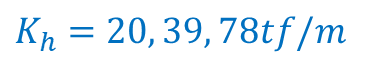 K_h = 20, 39, 78tf/m